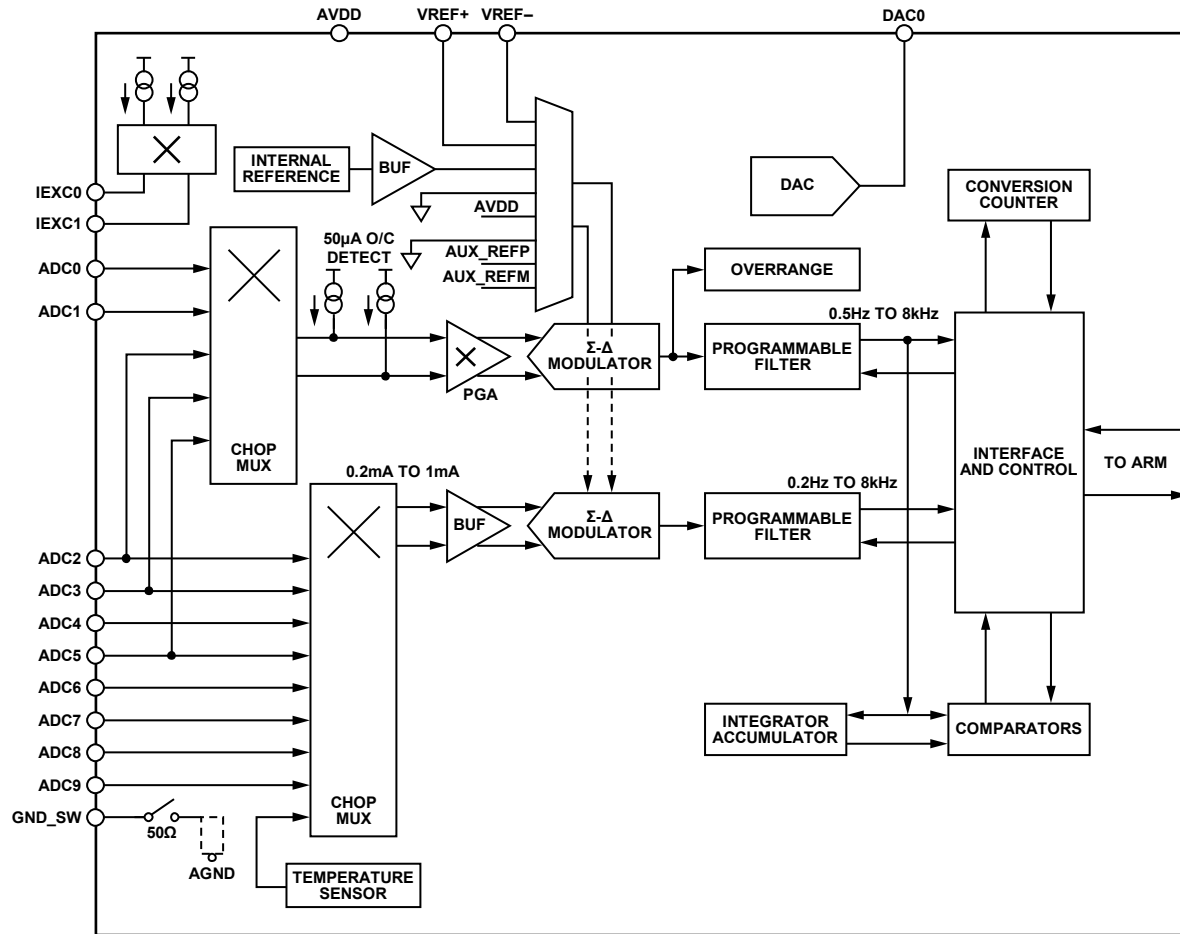 AVDD
VREF+
VREF–
DAC0
INTERNAL
REFERENCE
BUF
DAC
CONVERSION
COUNTER
IEXC0
IEXC1
AVDD
50µA O/C
DETECT
AUX_REFP
AUX_REFM
OVERRANGE
ADC0
ADC1
0.5Hz TO 8kHz
Σ-Δ
MODULATOR
PROGRAMMABLE
FILTER
PGA
CHOP
MUX
INTERFACE
AND CONTROL
TO ARM
0.2mA TO 1mA
0.2Hz TO 8kHz
BUF
Σ-Δ
MODULATOR
PROGRAMMABLE
FILTER
ADC2
ADC3
ADC4
ADC5
ADC6
ADC7
ADC8
ADC9
GND_SW
INTEGRATOR
ACCUMULATOR
COMPARATORS
CHOP
MUX
50Ω
AGND
TEMPERATURE
SENSOR